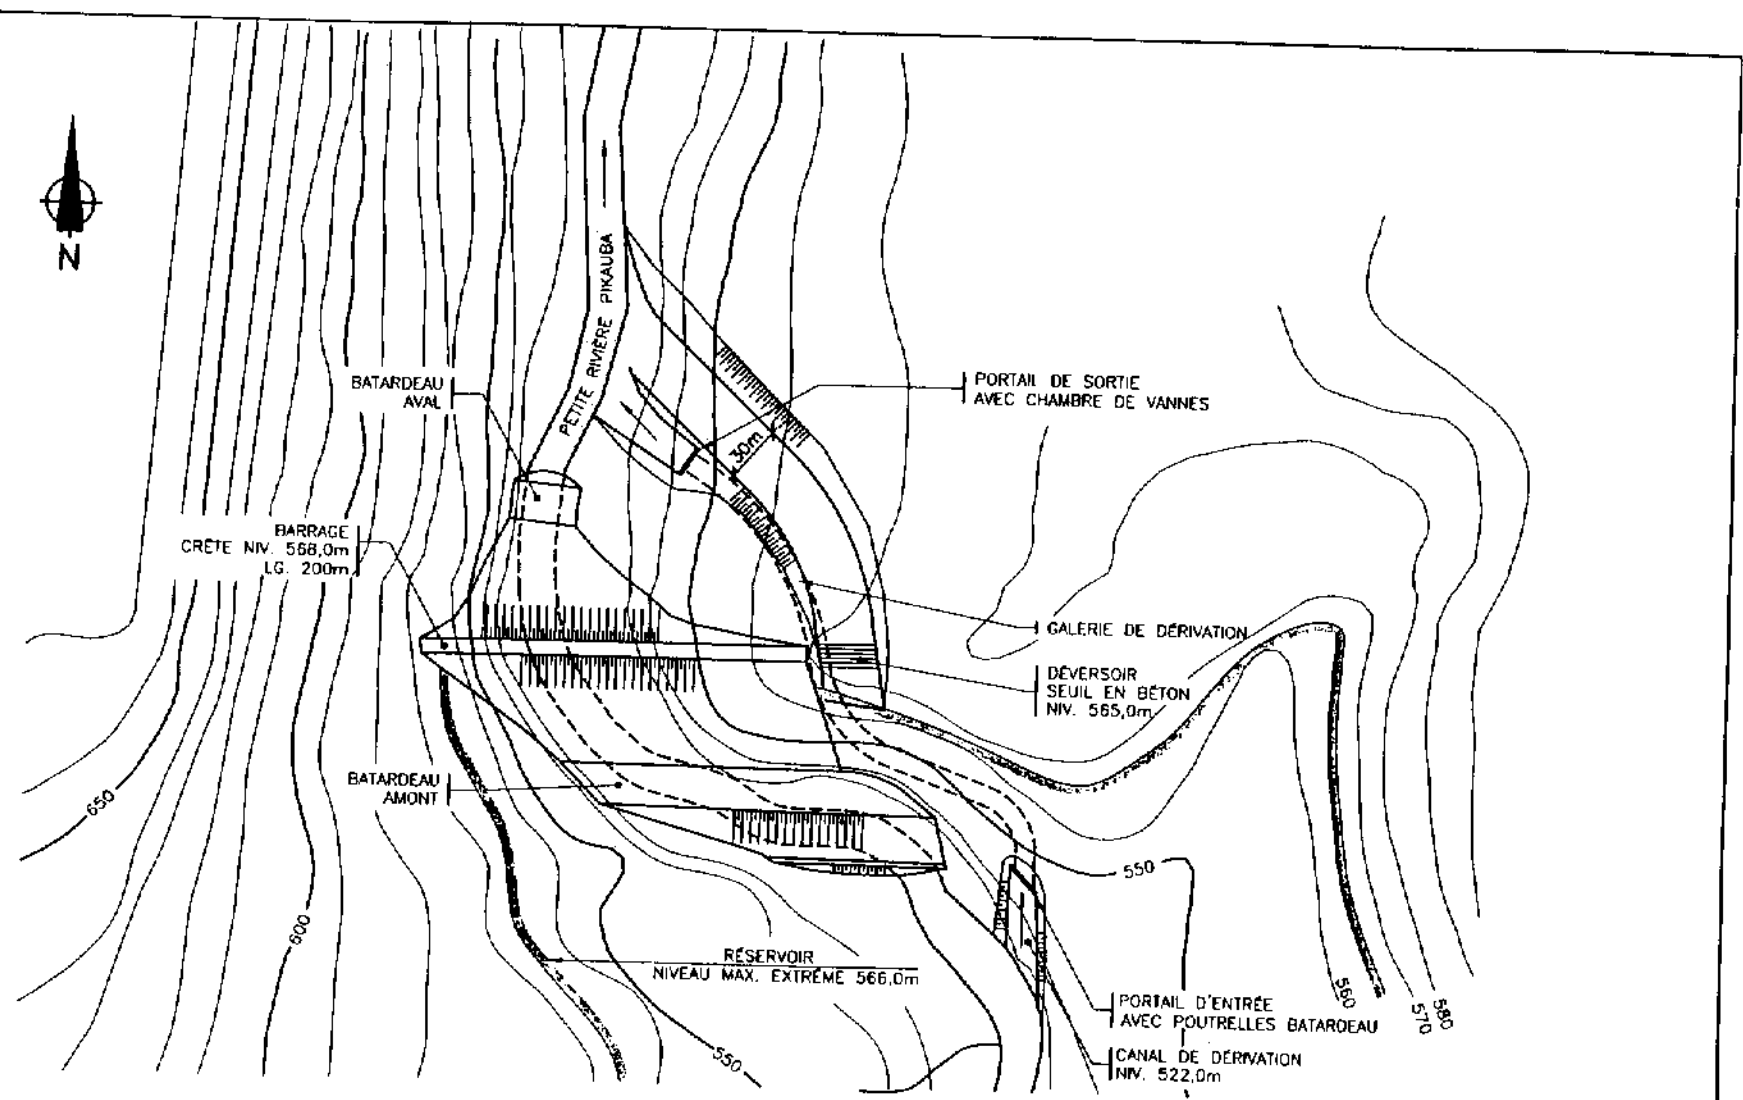 N
PETITE RIVIÈRE PIKAUBA
BATARDEAU
AVAL
PORTAIL DE SORTIE
AVEC CHAMBRE DE VANNES
30m
BARRAGE
CRÊTE NIV. 568,0m
LG. 200m
GALERIE DE DÉRIVATION
DÉVERSOIR
SEUIL EN BÉTON
NIV. 565,0m
BATARDEAU
AMONT
650
600
550
RÉSERVOIR
NIVEAU MAX. EXTRÊME 566,0m
560
570
580
PORTAIL D'ENTRÉE
AVEC POUTRELLES BATARDEAU
CANAL DE DÉRIVATION
NIV. 522,0m
550